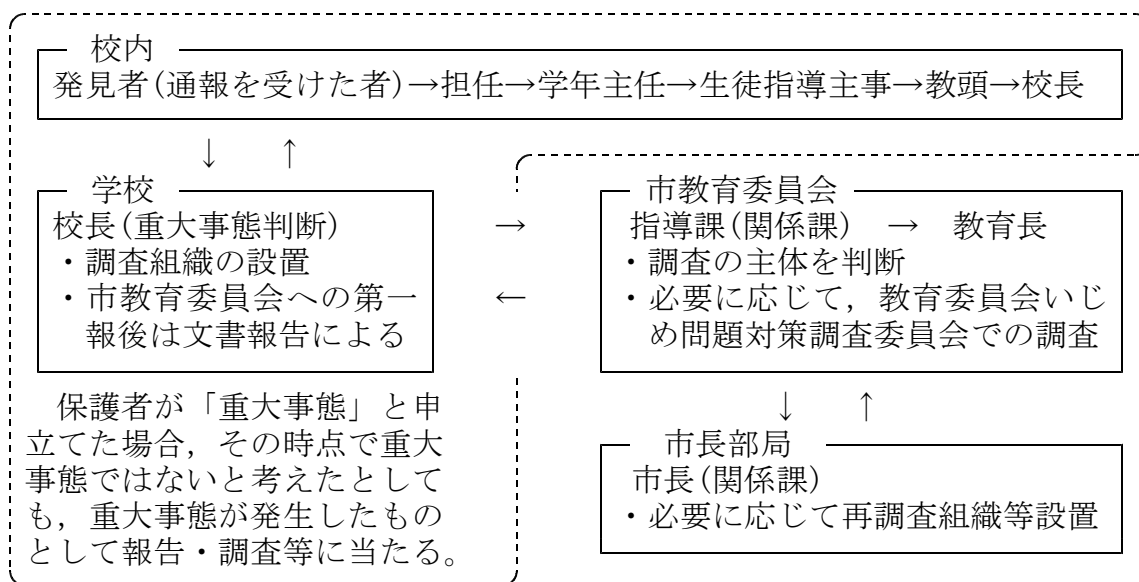 校内
発見者(通報を受けた者)→担任→学年主任→生徒指導主事→教頭→校長
↓ ↑
学校
校長(重大事態判断)
・調査組織の設置
・市教育委員会への第一
報後は文書報告による
→
←
市教育委員会
指導課(関係課) → 教育長
・調査の主体を判断
・必要に応じて，教育委員会いじ
め問題対策調査委員会での調査
保護者が「重大事態」と申
立てた場合，その時点で重大
事態ではないと考えたとして
も，重大事態が発生したもの
として報告・調査等に当たる。
↓ ↑
市長部局
市長(関係課)
・必要に応じて再調査組織等設置